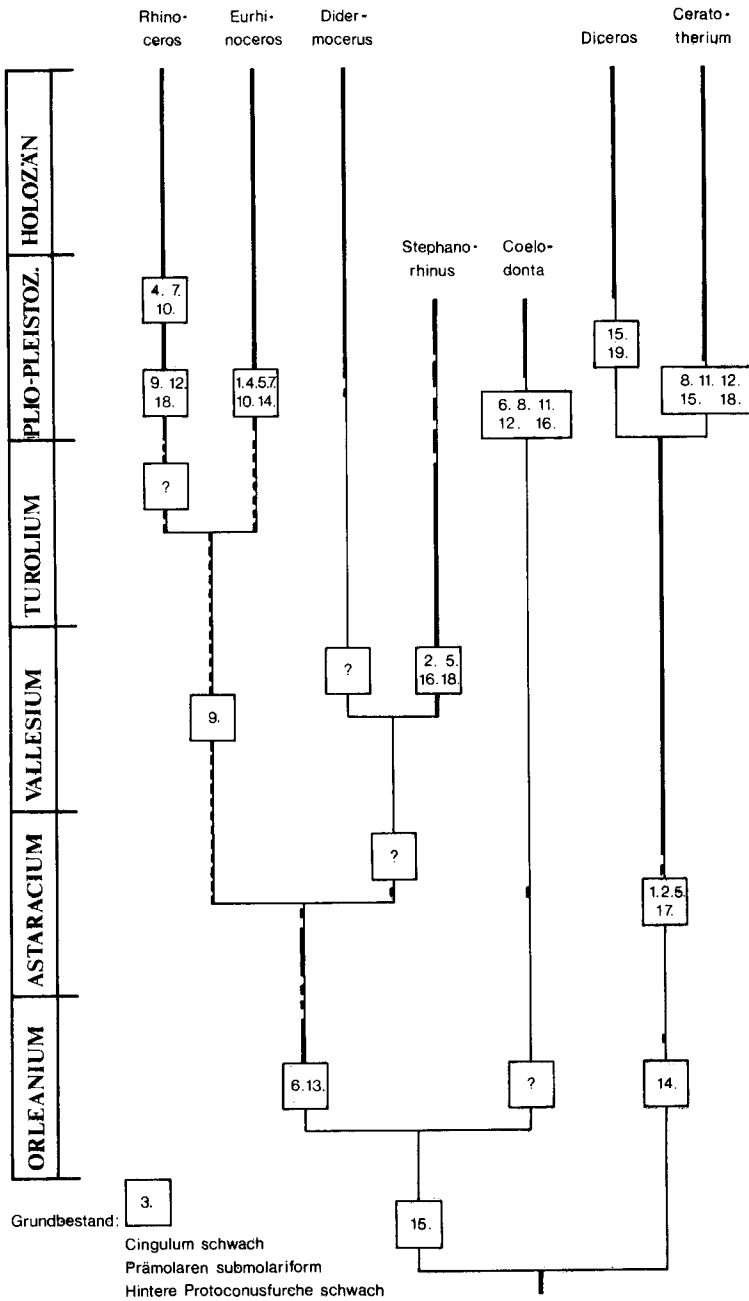 Rhino-
ceros
Eurhi-
noceros
Dider-
mocerus
Diceros
Cerato-
therium
Stephano-
rhinus
Coelo-
donta
HOLOZÄN
PLIO-PLEISTOZ.
TUROLIUM
VALLESIUM
ASTARACIUM
ORLEANIUM
4. 7.
10.
9. 12.
18.
1.4.5.7.
10. 14.
15.
19.
8. 11. 12.
15. 18.
6. 8. 11.
12. 16.
?
?
2. 5.
16.18.
9.
?
1.2.5.
17.
6.13.
?
14.
15.
Grundbestand:
3.
Cingulum schwach
Prämolaren submolariform
Hintere Protoconusfurche schwach